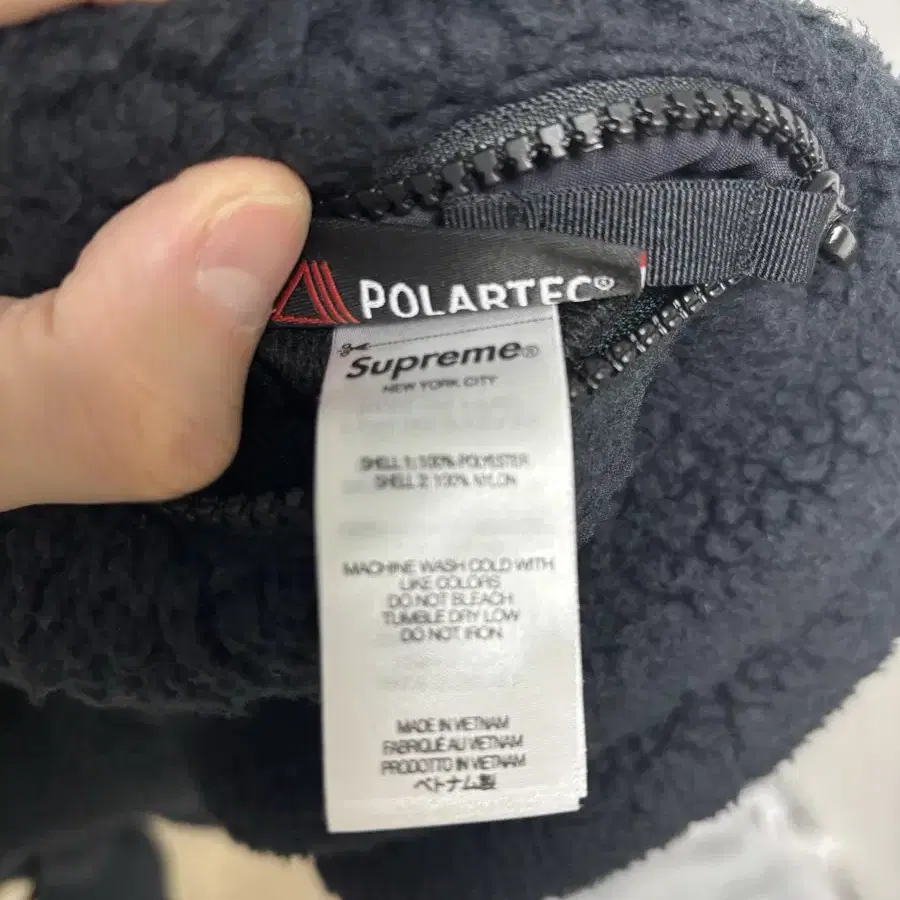 POLARTEC®
Supreme®
NEW YORK CITY
SHELL 1: 100% POLYESTER
SHELL 2: 100% NYLON
MACHINE WASH COLD WITH
LIKE COLORS
DO NOT BLEACH
TUMBLE DRY LOW
DO NOT IRON
MADE IN VIETNAM
FABRIQUÉ AU VIETNAM
PRODOTTO IN VIETNAM
ベトナム製